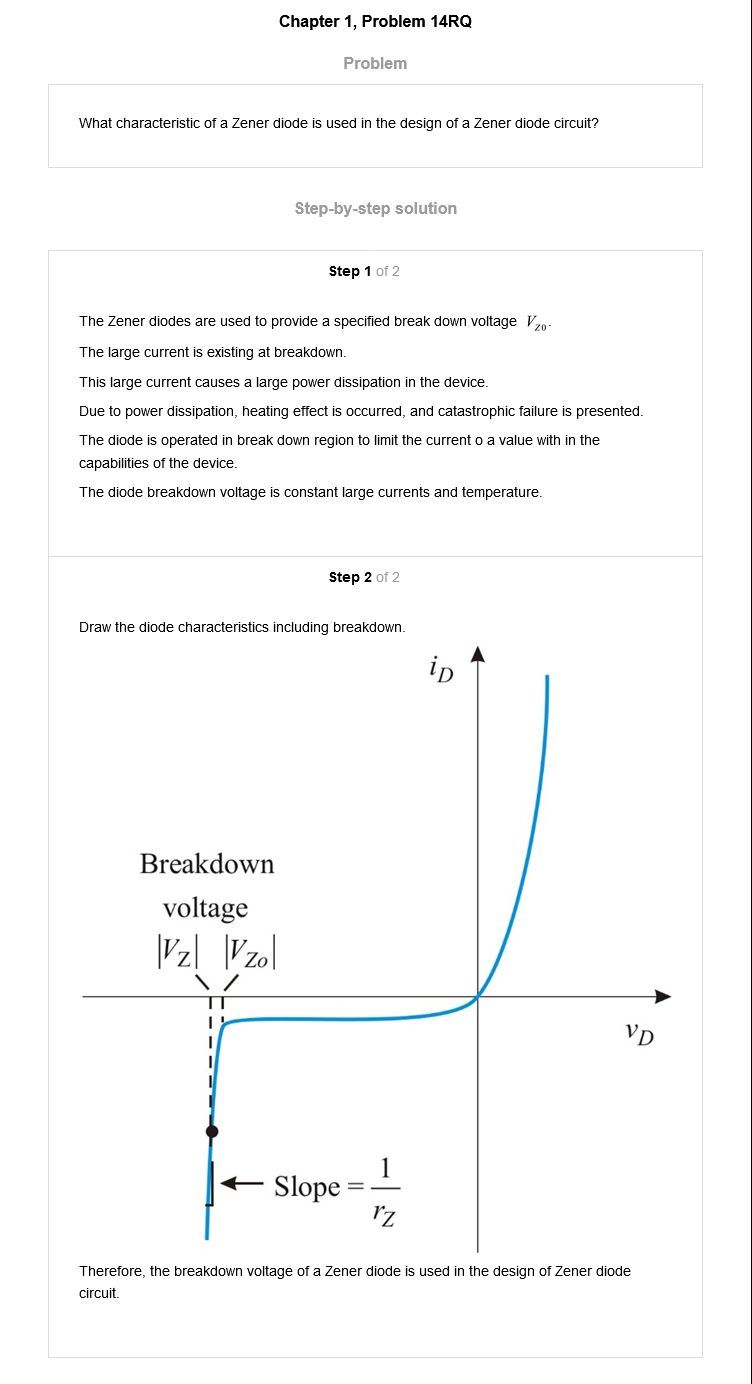 Chapter 1, Problem 14RQ
Problem
What characteristic of a Zener diode is used in the design of a Zener diode circuit?
Step-by-step solution
Step 1 of 2
The Zener diodes are used to provide a specified break down voltage V_{Z0}.
The large current is existing at breakdown.
This large current causes a large power dissipation in the device.
Due to power dissipation, heating effect is occurred, and catastrophic failure is presented.
The diode is operated in break down region to limit the current o a value with in the
capabilities of the device.
The diode breakdown voltage is constant large currents and temperature.
Step 2 of 2
Draw the diode characteristics including breakdown.
i_D
Breakdown
voltage
|V_Z| |V_{Zo}|
v_D
Slope = 1/r_Z
Therefore, the breakdown voltage of a Zener diode is used in the design of Zener diode
circuit.